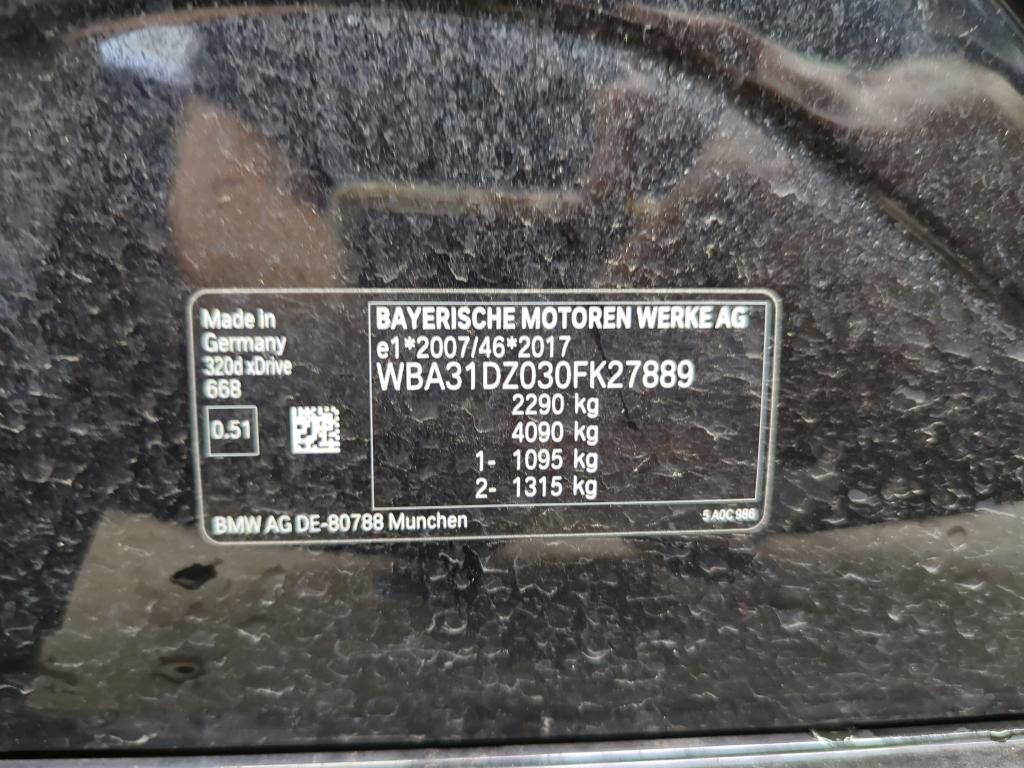 Made in
Germany
320d xDrive
668
0.51
BAYERISCHE MOTOREN WERKE AG
e1*2007/46*2017
WBA31DZ030FK27889
2290 kg
4090 kg
1- 1095 kg
2- 1315 kg
BMW AG DE-80788 Munchen
5 A0C 986